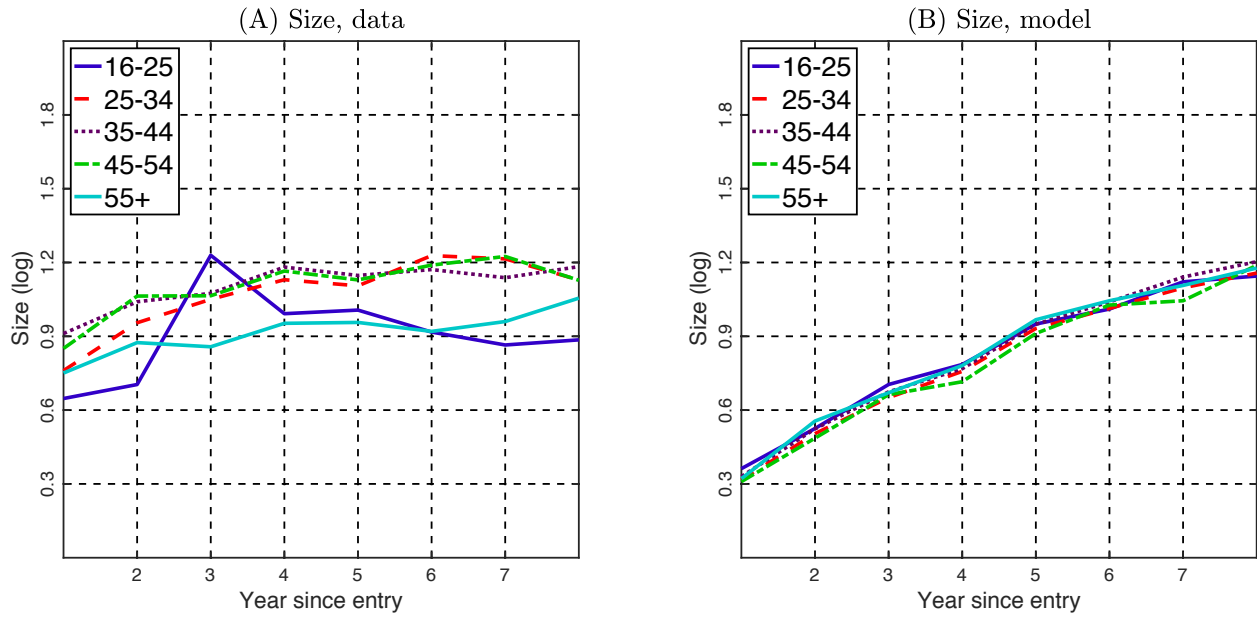 (A) Size, data
16-25
25-34
35-44
45-54
55+
1.8
1.5
1.2
0.9
0.6
0.3
Size (log)
2 3 4 5 6 7
Year since entry
(B) Size, model
16-25
25-34
35-44
45-54
55+
1.8
1.5
1.2
0.9
0.6
0.3
Size (log)
2 3 4 5 6 7
Year since entry